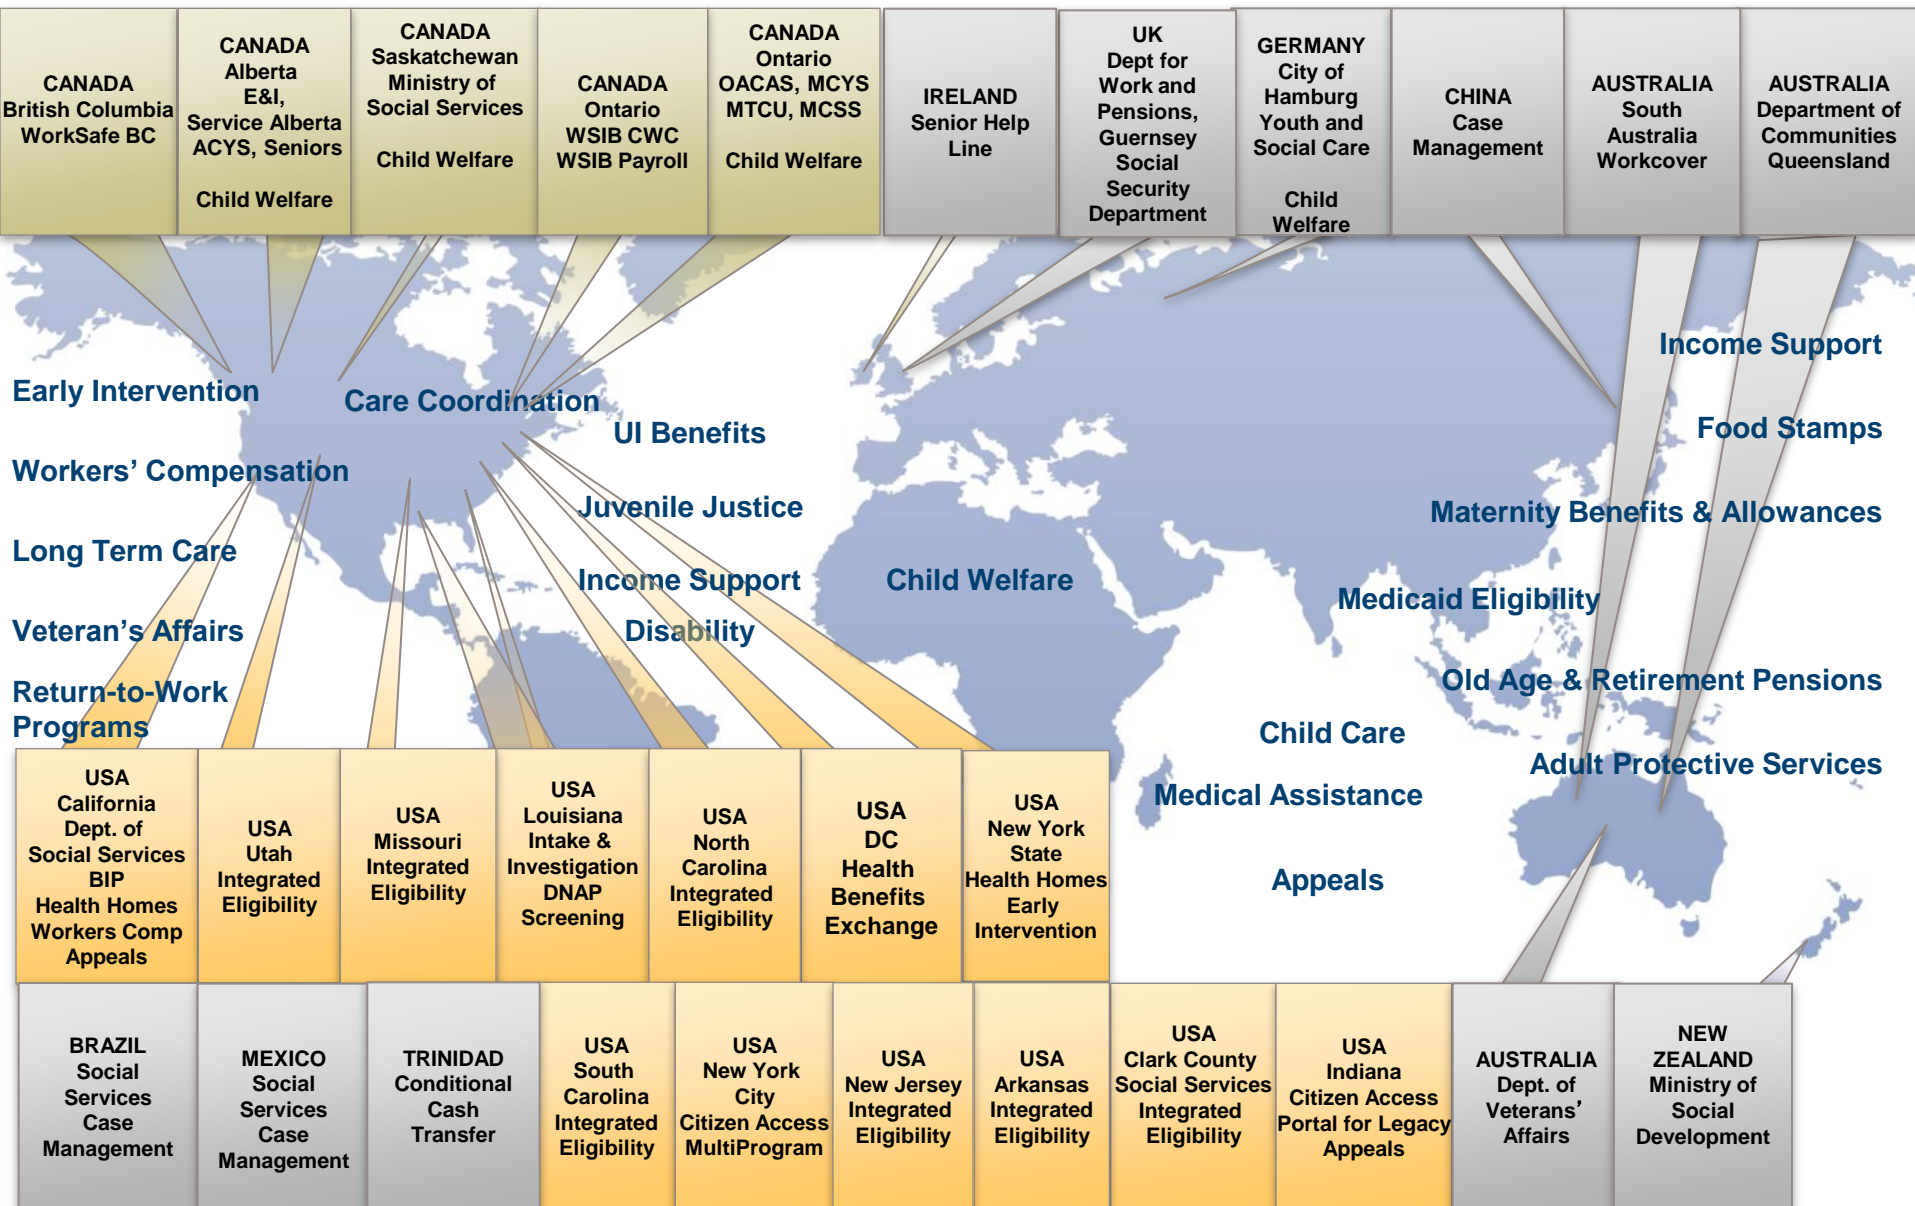 CANADA
British Columbia
WorkSafe BC
CANADA
Alberta
E&I,
Service Alberta
ACYS, Seniors
Child Welfare
CANADA
Saskatchewan
Ministry of
Social Services
Child Welfare
CANADA
Ontario
WSIB CWC
WSIB Payroll
CANADA
Ontario
OACAS, MCYS
MTCU, MCSS
Child Welfare
IRELAND
Senior Help
Line
UK
Dept for
Work and
Pensions,
Guernsey
Social
Security
Department
GERMANY
City of
Hamburg
Youth and
Social Care
Child
Welfare
CHINA
Case
Management
AUSTRALIA
South
Australia
Workcover
AUSTRALIA
Department of
Communities
Queensland
Early Intervention
Workers’ Compensation
Long Term Care
Veteran’s Affairs
Return-to-Work
Programs
Care Coordination
UI Benefits
Juvenile Justice
Income Support
Disability
Child Welfare
Income Support
Food Stamps
Maternity Benefits & Allowances
Medicaid Eligibility
Old Age & Retirement Pensions
Child Care
Adult Protective Services
Medical Assistance
Appeals
USA
California
Dept. of
Social Services
BIP
Health Homes
Workers Comp
Appeals
USA
Utah
Integrated
Eligibility
USA
Missouri
Integrated
Eligibility
USA
Louisiana
Intake &
Investigation
DNAP
Screening
USA
North
Carolina
Integrated
Eligibility
USA
DC
Health
Benefits
Exchange
USA
New York
State
Health Homes
Early
Intervention
BRAZIL
Social
Services
Case
Management
MEXICO
Social
Services
Case
Management
TRINIDAD
Conditional
Cash
Transfer
USA
South
Carolina
Integrated
Eligibility
USA
New York
City
Citizen Access
MultiProgram
USA
New Jersey
Integrated
Eligibility
USA
Arkansas
Integrated
Eligibility
USA
Clark County
Social Services
Integrated
Eligibility
USA
Indiana
Citizen Access
Portal for Legacy
Appeals
AUSTRALIA
Dept. of
Veterans’
Affairs
NEW
ZEALAND
Ministry of
Social
Development